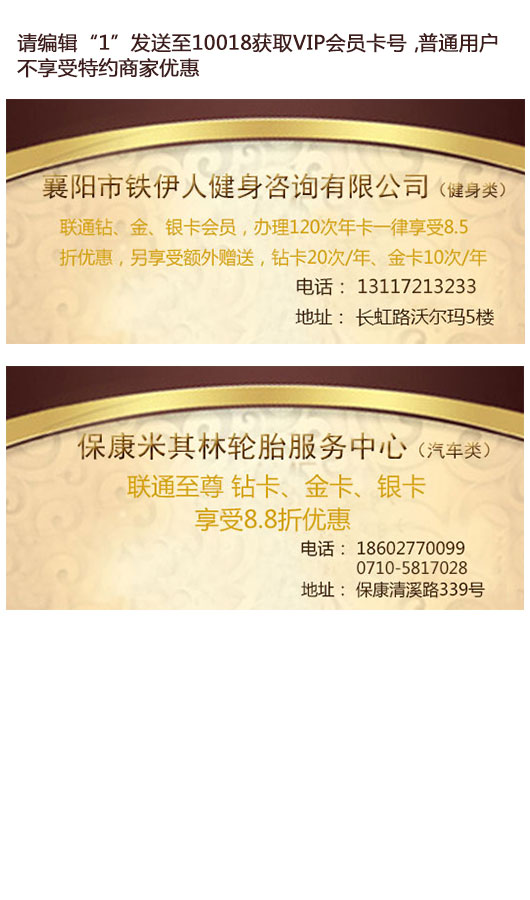 请编辑“1”发送至10018获取VIP会员卡号 ,普通用户
不享受特约商家优惠
襄阳市铁伊人健身咨询有限公司（健身类）
联通钻、金、银卡会员，办理120次年卡一律享受8.5
折优惠，另享受额外赠送，钻卡20次/年、金卡10次/年
电话： 13117213233
地址： 长虹路沃尔玛5楼
保康米其林轮胎服务中心（汽车类）
联通至尊 钻卡、金卡、银卡
享受8.8折优惠
电话： 18602770099
0710-5817028
地址： 保康清溪路339号